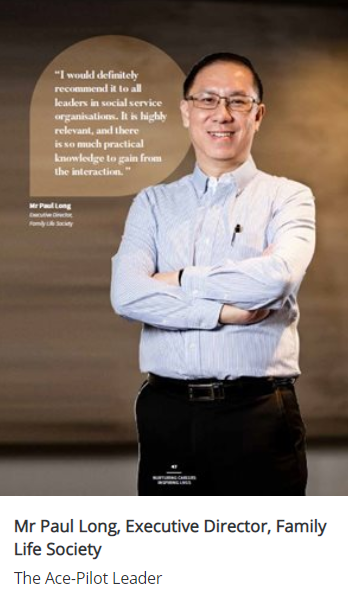 “I would definitely
recommend it to all
leaders in social service
organisations. It is highly
relevant, and there
is so much practical
knowledge to gain from
the interaction. ”
Mr Paul Long
Executive Director,
Family Life Society
47
NURTURING CAREERS
INSPIRING LIVES
Mr Paul Long, Executive Director, Family
Life Society
The Ace-Pilot Leader